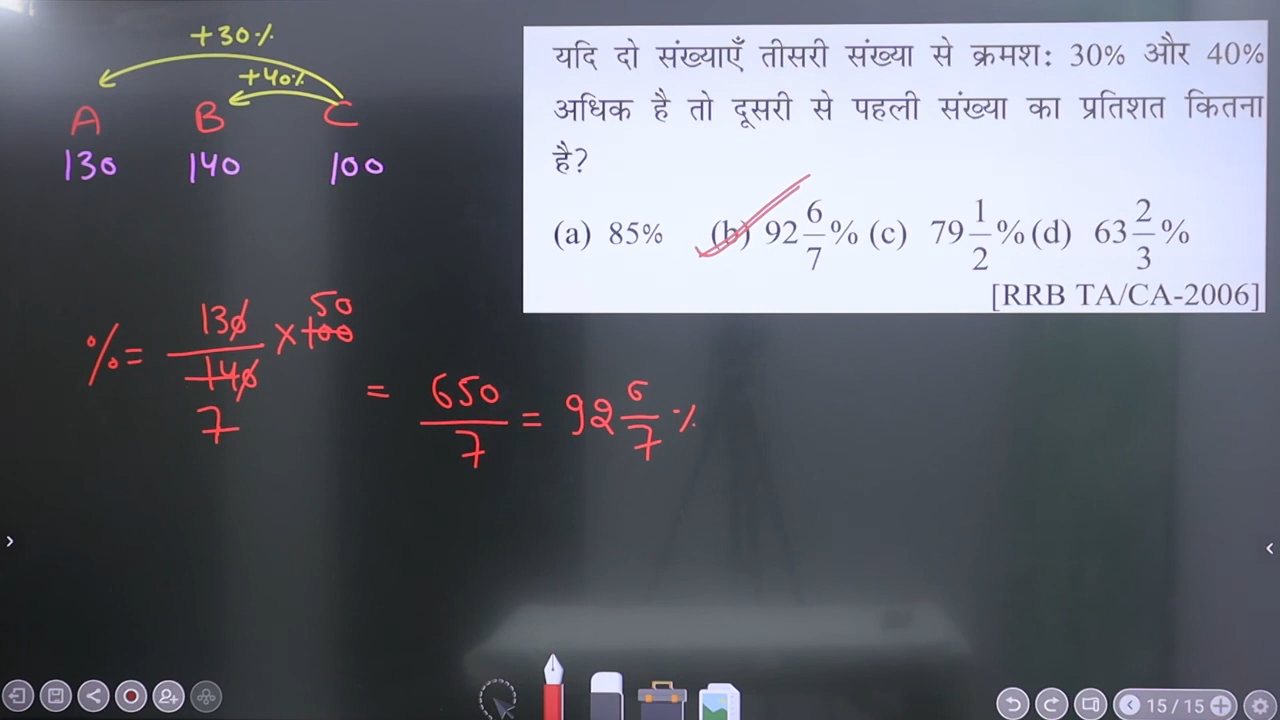 +30%
+40%
A B C
130 140 100
यदि दो संख्याएँ तीसरी संख्या से क्रमश: 30% और 40%
अधिक है तो दूसरी से पहली संख्या का प्रतिशत कितना
है?
(a) 85% (b) 92 6/7 % (c) 79 1/2 % (d) 63 2/3 %
[RRB TA/CA-2006]
% = 130/140 × 100
50
7
= 650/7 = 92 6/7 %
15 / 15